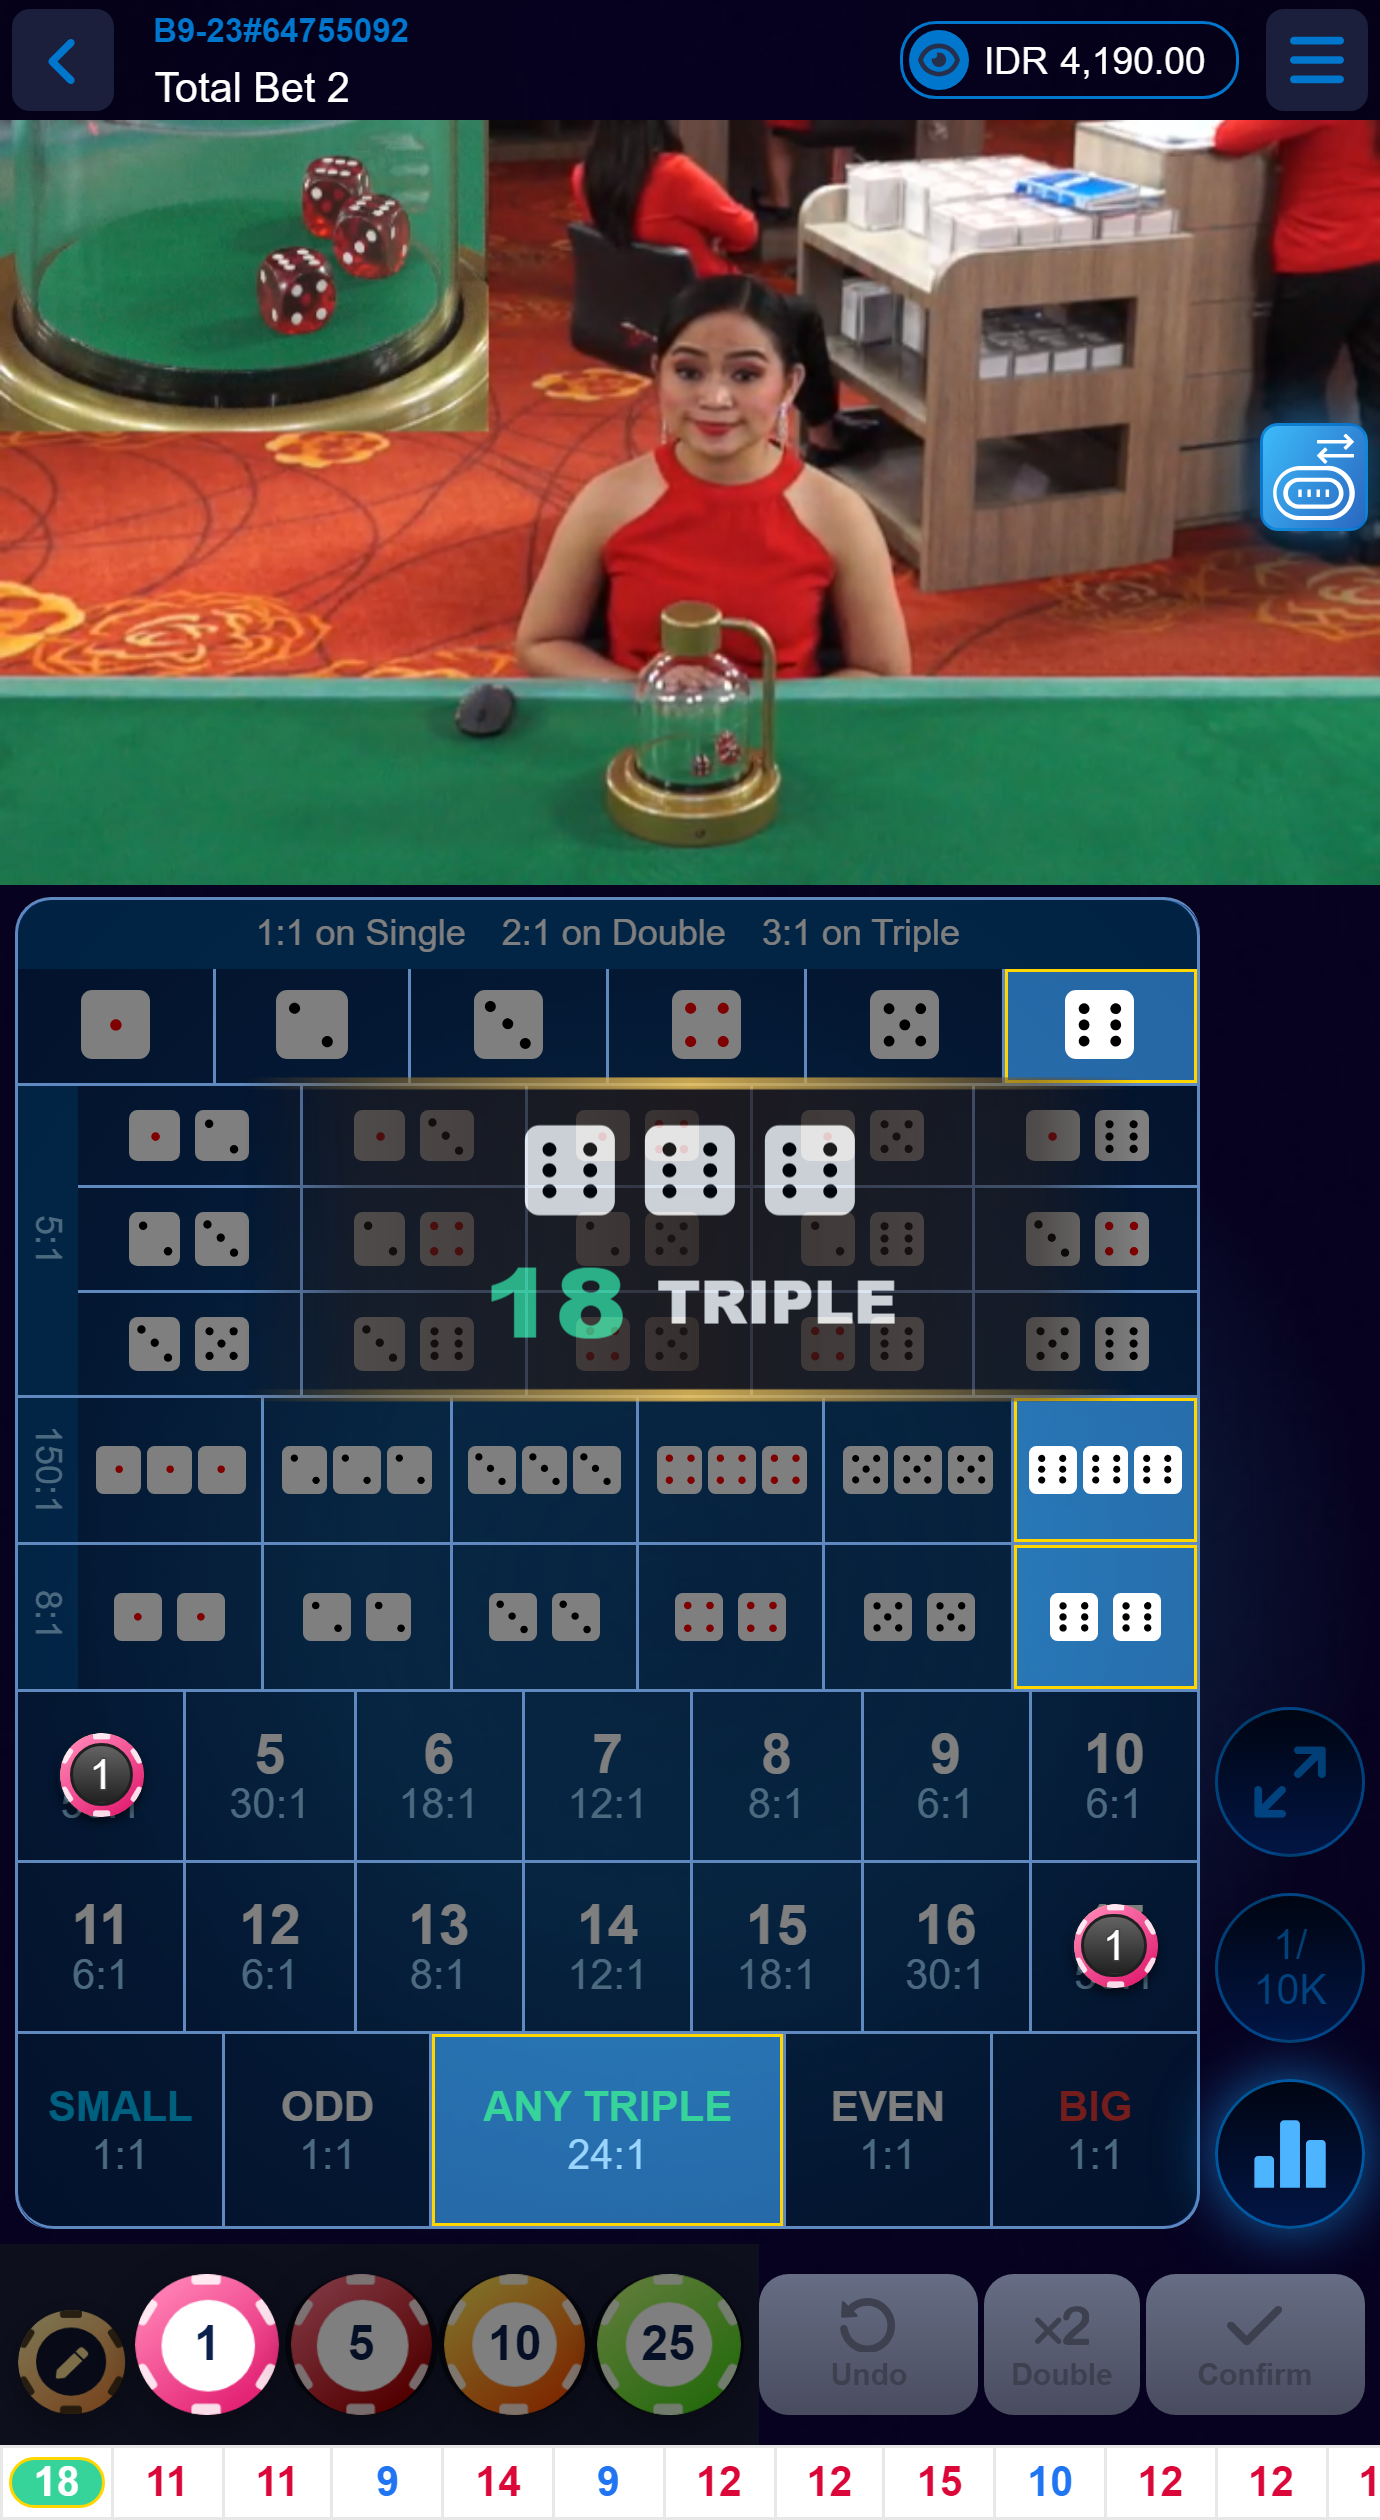 B9-23#64755092
Total Bet 2
IDR 4,190.00
1:1 on Single 2:1 on Double 3:1 on Triple
5:1
18 TRIPLE
150:1
8:1
1 5 6 7 8 9 10
30:1 18:1 12:1 8:1 6:1 6:1
11 12 13 14 15 16 1
6:1 6:1 8:1 12:1 18:1 30:1
1/
10K
SMALL ODD ANY TRIPLE EVEN BIG
1:1 1:1 24:1 1:1 1:1
1 5 10 25
x2
Undo Double Confirm
18 11 11 9 14 9 12 12 15 10 12 12 1